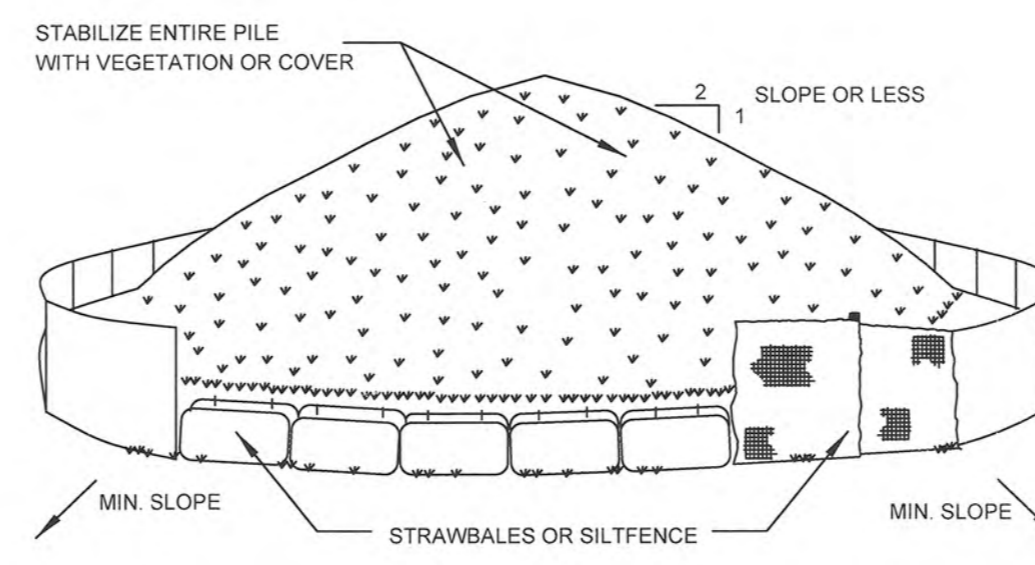 STABILIZE ENTIRE PILE
WITH VEGETATION OR COVER
2
1
SLOPE OR LESS
MIN. SLOPE
STRAWBALES OR SILTFENCE
MIN. SLOPE